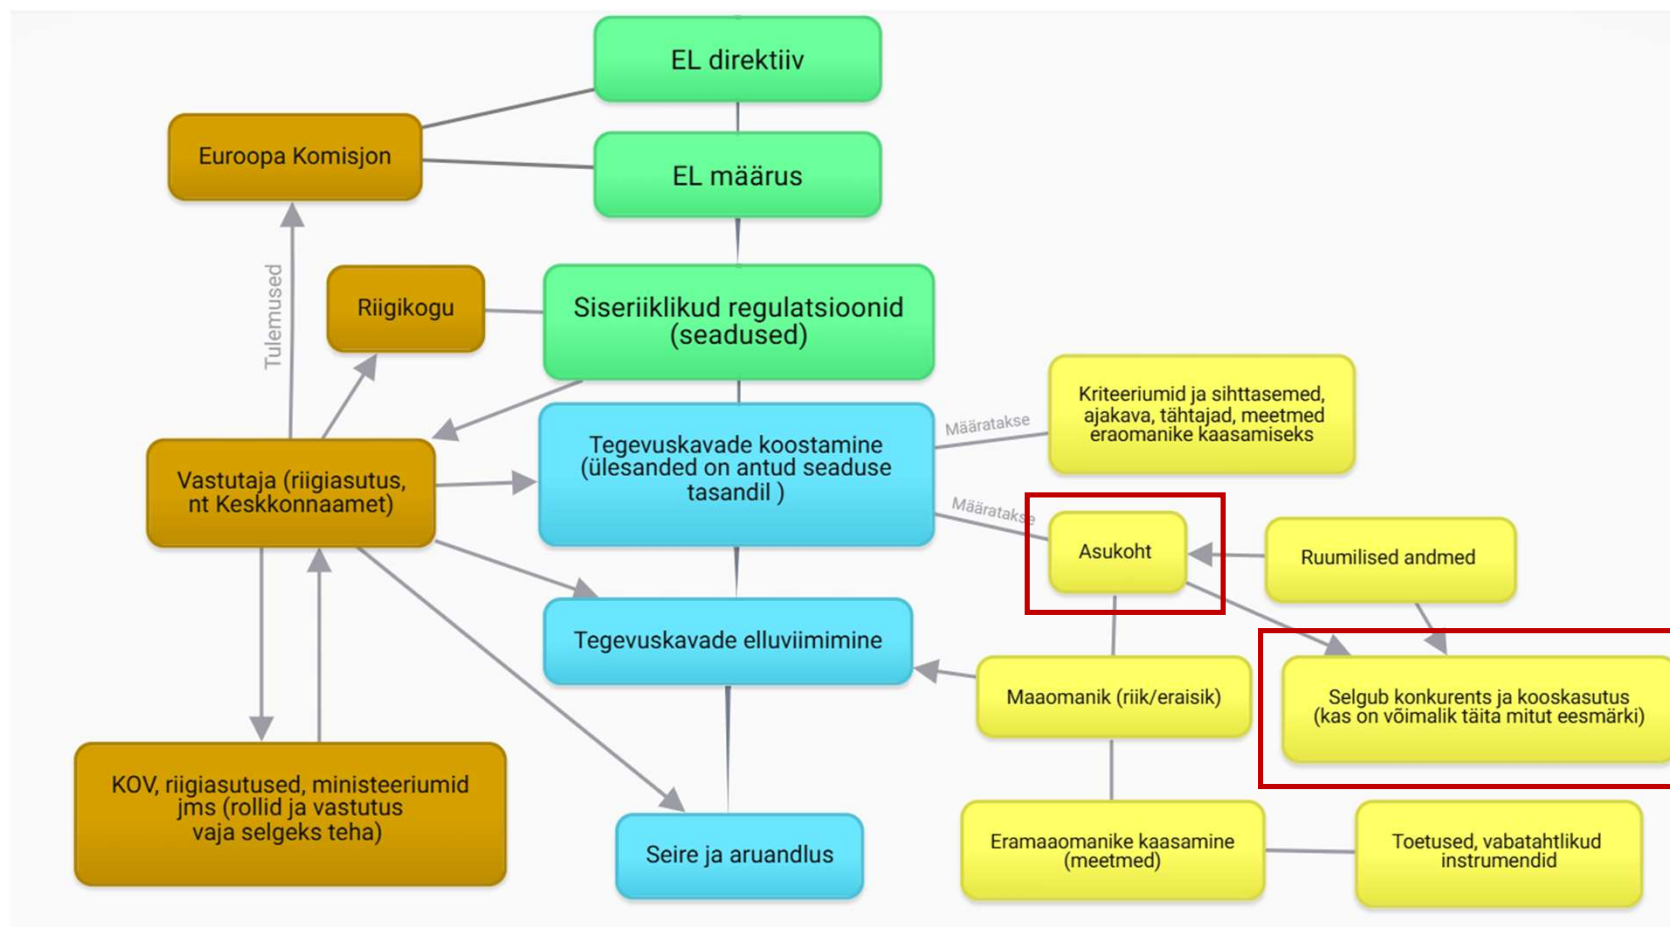 EL direktiiv
Euroopa Komisjon
EL määrus
Tulemused
Riigikogu
Siseriiklikud regulatsioonid
(seadused)
Kriteeriumid ja sihttasemed,
ajakava, tähtajad, meetmed
eraomanike kaasamiseks
Määratakse
Tegevuskavade koostamine
(ülesanded on antud seaduse
tasandil )
Vastutaja (riigiasutus,
nt Keskkonnaamet)
Määratakse
Asukoht
Ruumilised andmed
Tegevuskavade elluviimimine
Maaomanik (riik/eraisik)
Selgub konkurents ja kooskasutus
(kas on võimalik täita mitut eesmärki)
KOV, riigiasutused, ministeeriumid
jms (rollid ja vastutus
vaja selgeks teha)
Seire ja aruandlus
Eramaaomanike kaasamine
(meetmed)
Toetused, vabatahtlikud
instrumendid